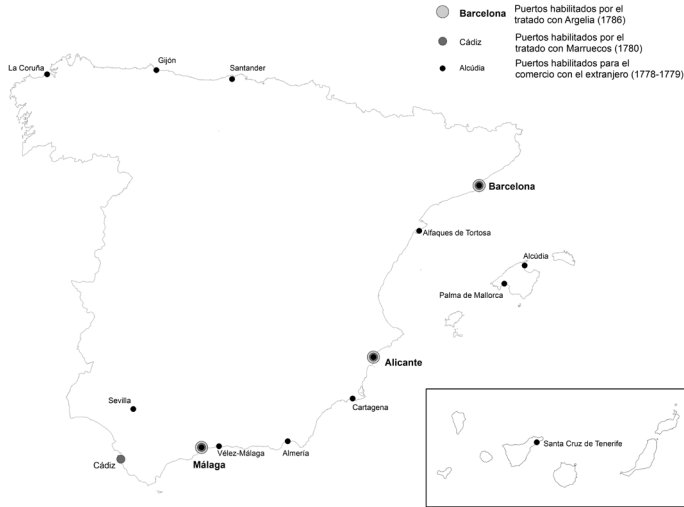 Barcelona
Puertos habilitados por el
tratado con Argelia (1786)
Cádiz
Puertos habilitados por el
tratado con Marruecos (1780)
Alcúdia
Puertos habilitados para el
comercio con el extranjero (1778-1779)
La Coruña
Gijón
Santander
Barcelona
Alfaques de Tortosa
Alcúdia
Palma de Mallorca
Alicante
Cartagena
Sevilla
Santa Cruz de Tenerife
Vélez-Málaga
Almería
Cádiz
Málaga